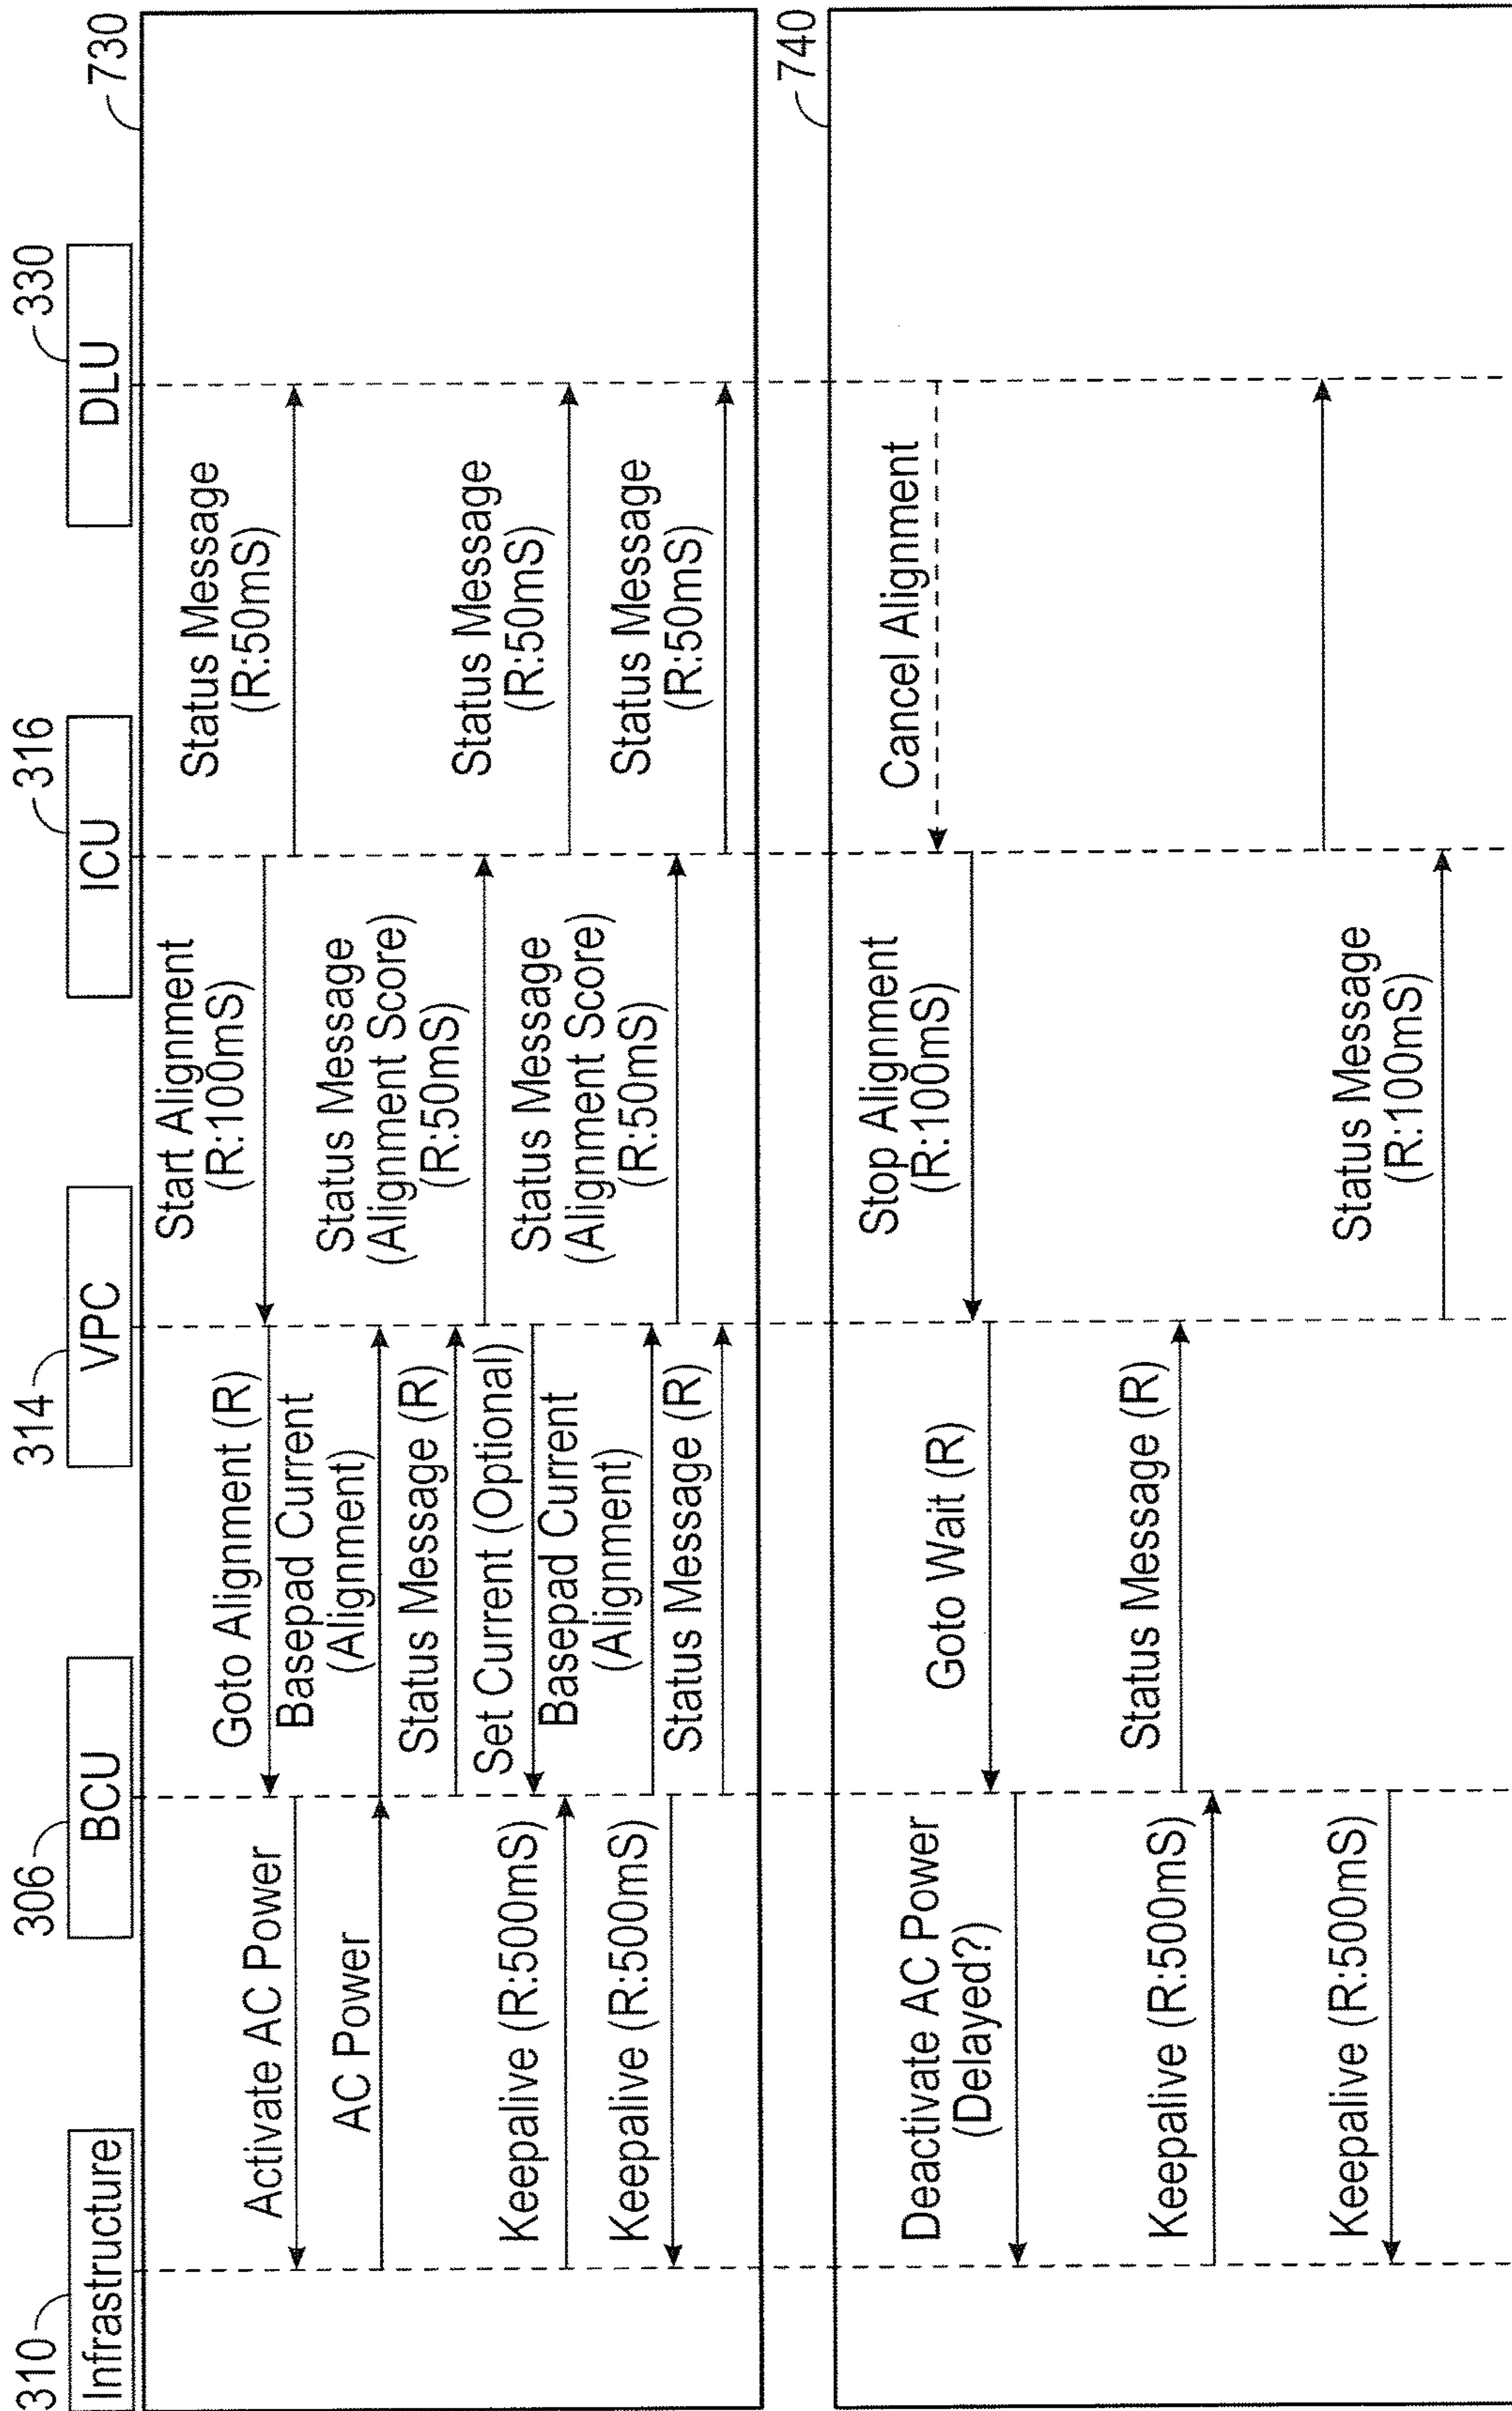 310
Infrastructure
306
BCU
314
VPC
316
ICU
330
DLU
730
Activate AC Power
AC Power
Keepalive (R:500mS)
Keepalive (R:500mS)
Goto Alignment (R)
Basepad Current
(Alignment)
Status Message (R)
Set Current (Optional)
Basepad Current
(Alignment)
Status Message (R)
Start Alignment
(R:100mS)
Status Message
(Alignment Score)
(R:50mS)
Status Message
(Alignment Score)
(R:50mS)
Status Message
(R:50mS)
Status Message
(R:50mS)
Status Message
(R:50mS)
740
Deactivate AC Power
(Delayed?)
Keepalive (R:500mS)
Keepalive (R:500mS)
Goto Wait (R)
Status Message (R)
Stop Alignment
(R:100mS)
Status Message
(R:100mS)
Cancel Alignment